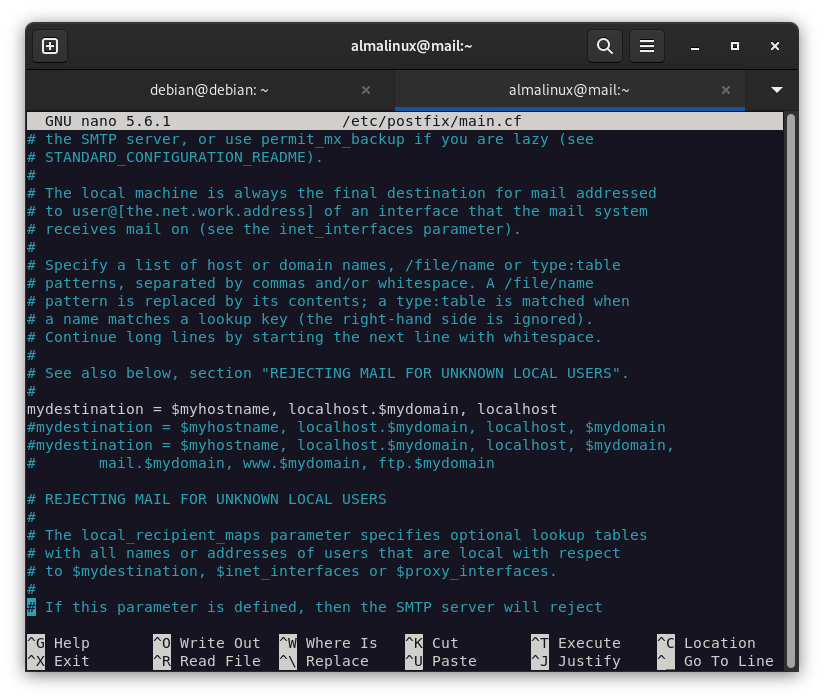 almalinux@mail:~
debian@debian: ~
almalinux@mail:~
GNU nano 5.6.1 /etc/postfix/main.cf
# the SMTP server, or use permit_mx_backup if you are lazy (see
# STANDARD_CONFIGURATION_README).
#
# The local machine is always the final destination for mail addressed
# to user@[the.net.work.address] of an interface that the mail system
# receives mail on (see the inet_interfaces parameter).
#
# Specify a list of host or domain names, /file/name or type:table
# patterns, separated by commas and/or whitespace. A /file/name
# pattern is replaced by its contents; a type:table is matched when
# a name matches a lookup key (the right-hand side is ignored).
# Continue long lines by starting the next line with whitespace.
#
# See also below, section "REJECTING MAIL FOR UNKNOWN LOCAL USERS".
#
mydestination = $myhostname, localhost.$mydomain, localhost
#mydestination = $myhostname, localhost.$mydomain, localhost, $mydomain
#mydestination = $myhostname, localhost.$mydomain, localhost, $mydomain,
#       mail.$mydomain, www.$mydomain, ftp.$mydomain
# REJECTING MAIL FOR UNKNOWN LOCAL USERS
#
# The local_recipient_maps parameter specifies optional lookup tables
# with all names or addresses of users that are local with respect
# to $mydestination, $inet_interfaces or $proxy_interfaces.
#
# If this parameter is defined, then the SMTP server will reject
^G Help ^O Write Out ^W Where Is ^K Cut ^T Execute ^C Location
^X Exit ^R Read File ^\ Replace ^U Paste ^J Justify ^_ Go To Line